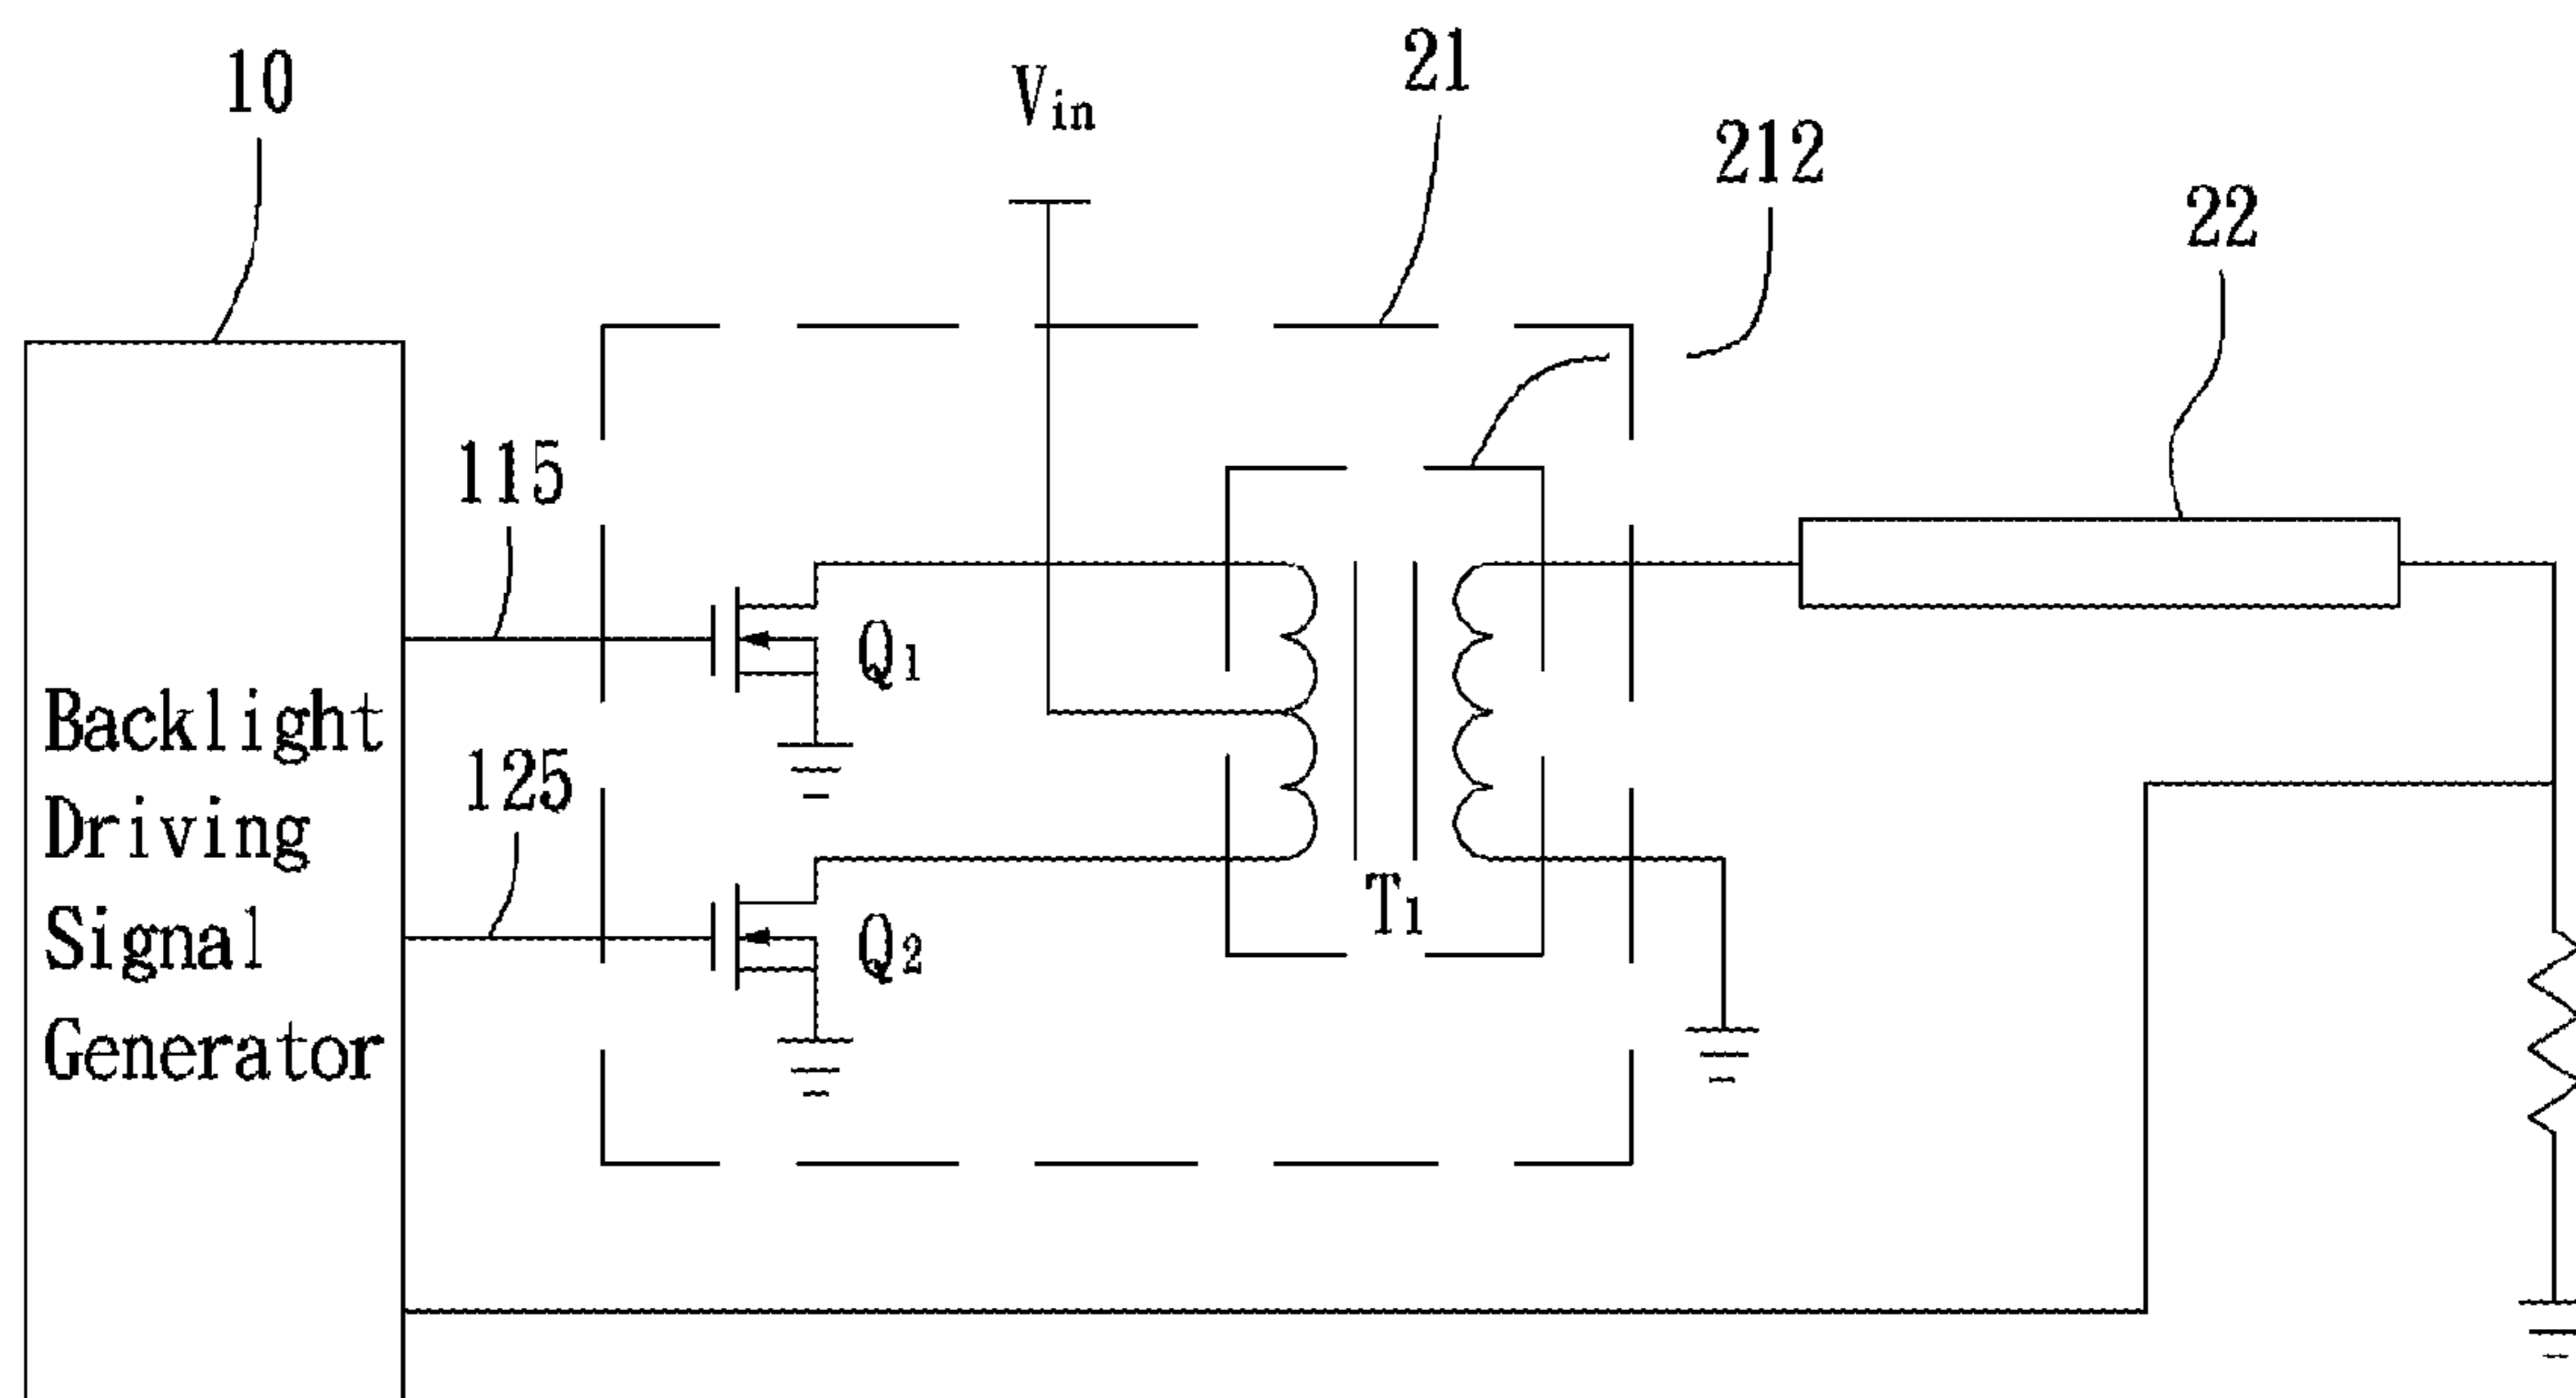 10
Vin
21
212
22
115
Q1
125
Q2
T1
Backlight
Driving
Signal
Generator